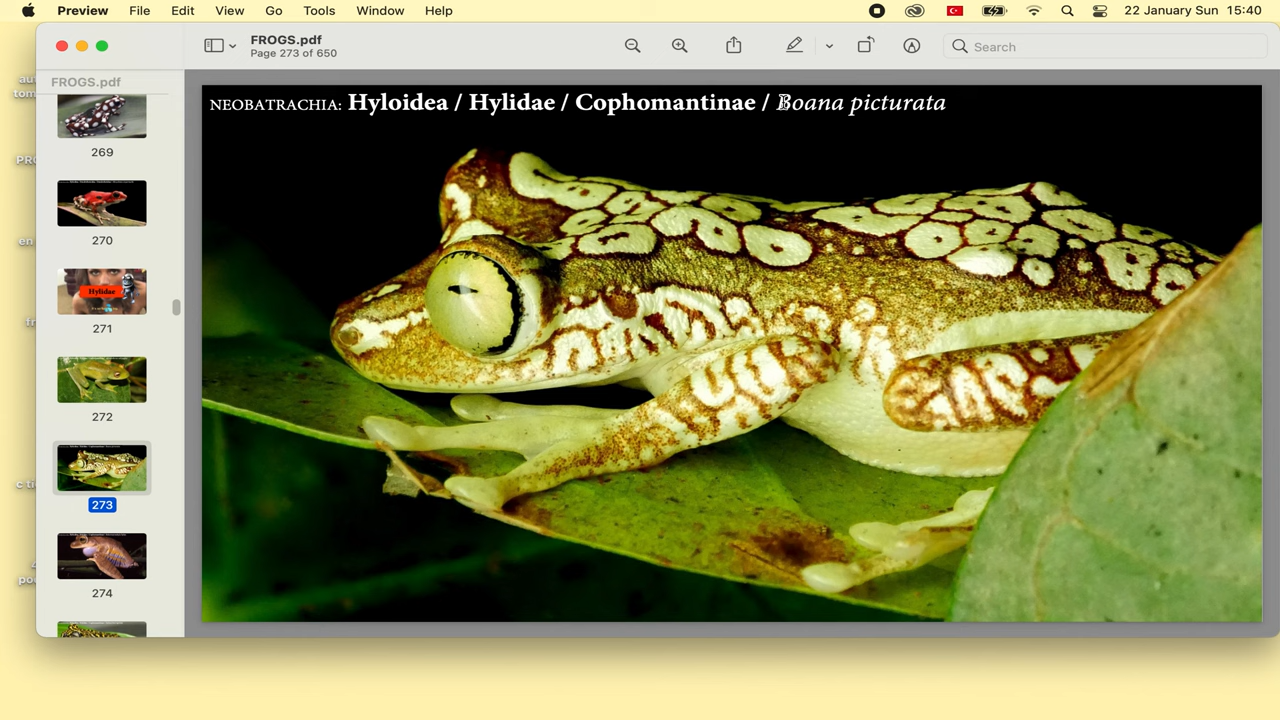 Preview File Edit View Go Tools Window Help 22 January Sun 15:40
FROGS.pdf
Page 273 of 650
Search
FROGS.pdf
NEOBATRACHIA: Hyloidea / Hylidae / Cophomantinae / Boana picturata
269
270
Hylidae
271
272
273
274